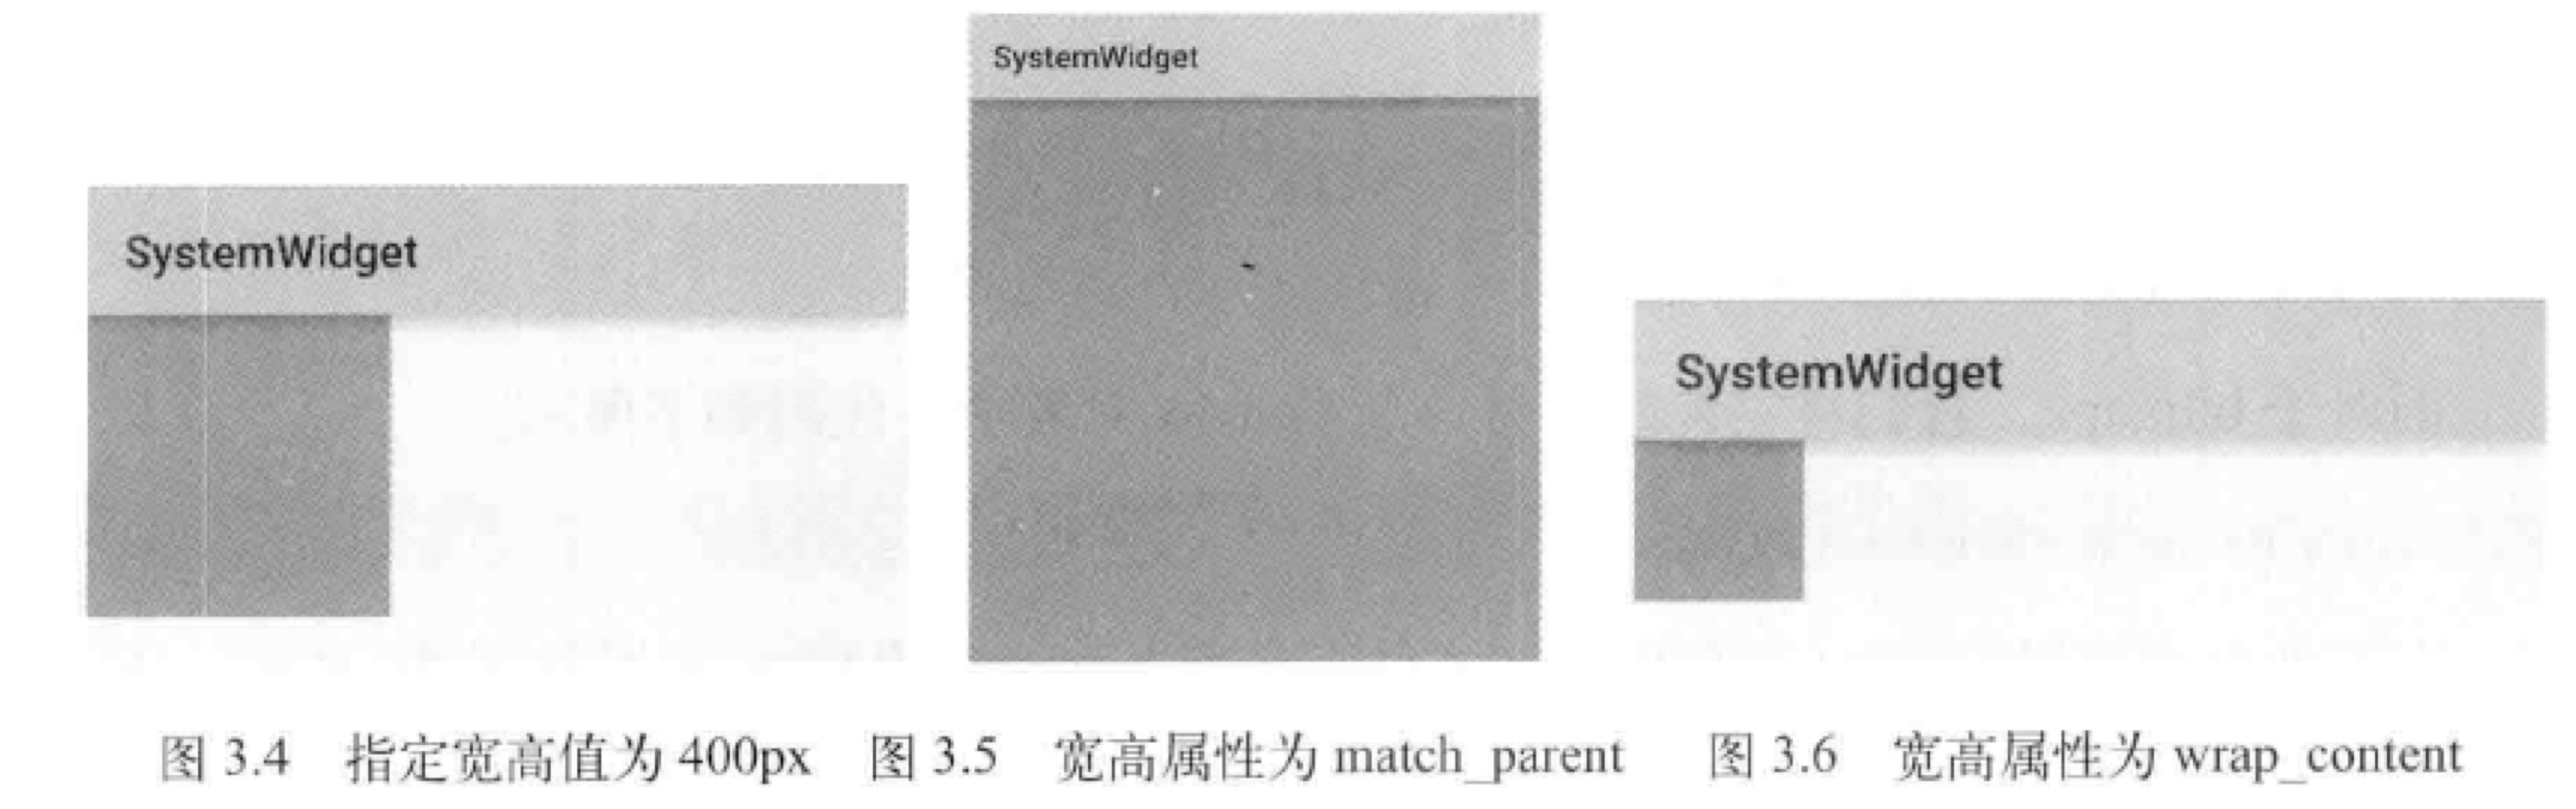 SystemWidget
SystemWidget
SystemWidget
图 3.4 指定宽高值为 400px
图 3.5 宽高属性为 match_parent
图 3.6 宽高属性为 wrap_content